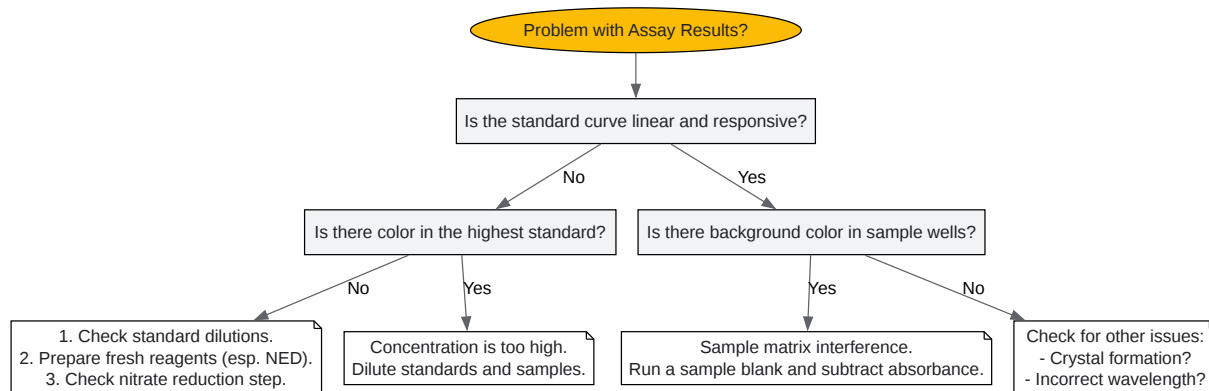 Problem with Assay Results?
Is the standard curve linear and responsive?
No
Yes
Is there color in the highest standard?
Is there background color in sample wells?
No
Yes
Yes
No
1. Check standard dilutions.
2. Prepare fresh reagents (esp. NED).
3. Check nitrate reduction step.
Concentration is too high.
Dilute standards and samples.
Sample matrix interference.
Run a sample blank and subtract absorbance.
Check for other issues:
- Crystal formation?
- Incorrect wavelength?